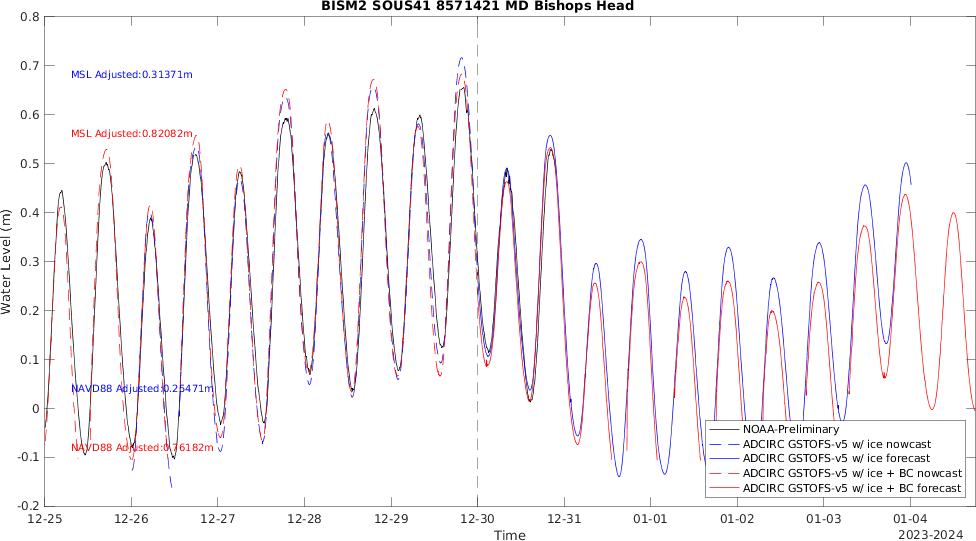 BISM2 SOUS41 8571421 MD Bishops Head
0.8
0.7
0.6
0.5
0.4
0.3
0.2
0.1
0
-0.1
-0.2
Water Level (m)
MSL Adjusted:0.31371m
MSL Adjusted:0.82082m
NAVD88 Adjusted:0.25471m
NAVD88 Adjusted:0.76182m
NOAA-Preliminary
ADCIRC GSTOFS-v5 w/ ice nowcast
ADCIRC GSTOFS-v5 w/ ice forecast
ADCIRC GSTOFS-v5 w/ ice + BC nowcast
ADCIRC GSTOFS-v5 w/ ice + BC forecast
12-25 12-26 12-27 12-28 12-29 12-30 12-31 01-01 01-02 01-03 01-04
Time
2023-2024